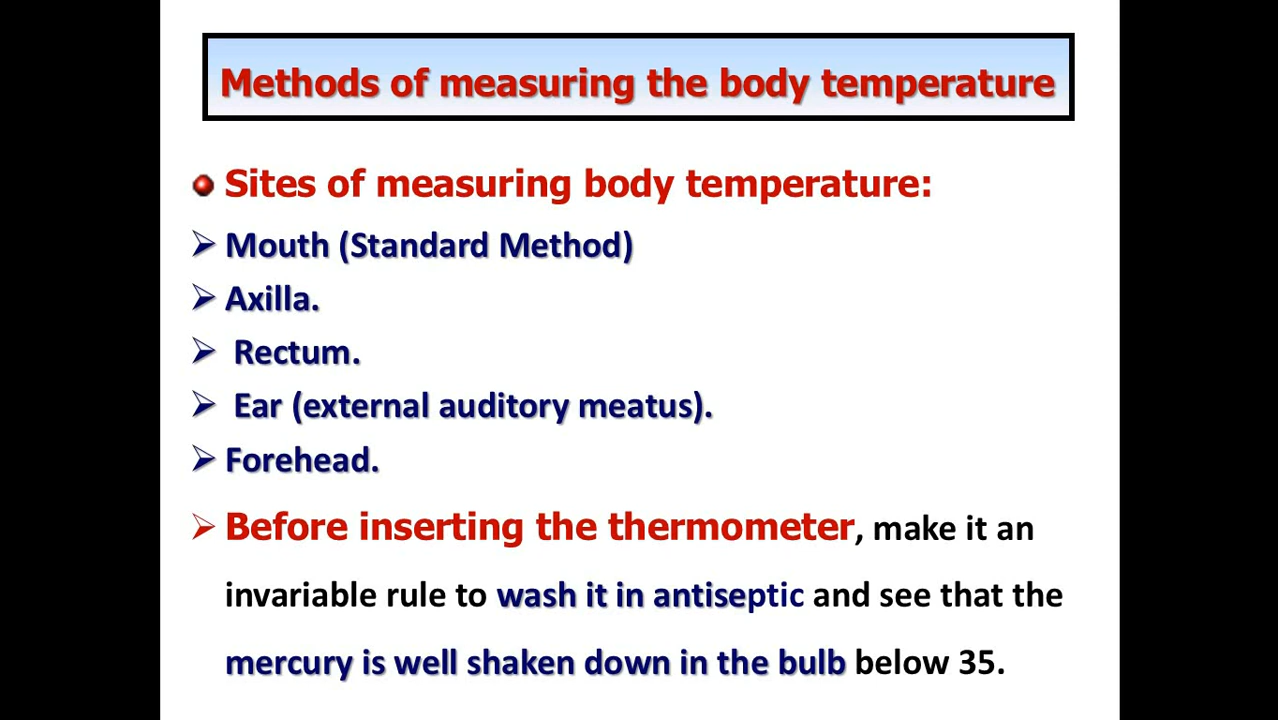 Methods of measuring the body temperature
Sites of measuring body temperature:
Mouth (Standard Method)
Axilla.
Rectum.
Ear (external auditory meatus).
Forehead.
Before inserting the thermometer, make it an
invariable rule to wash it in antiseptic and see that the
mercury is well shaken down in the bulb below 35.